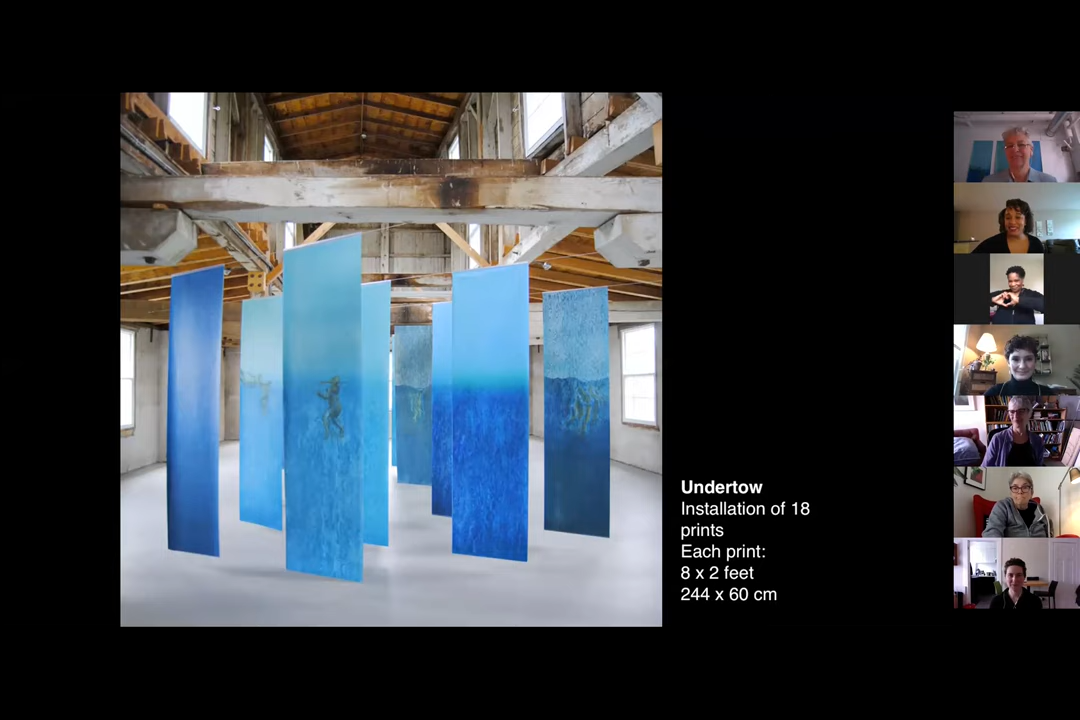 Undertow
Installation of 18
prints
Each print:
8 x 2 feet
244 x 60 cm